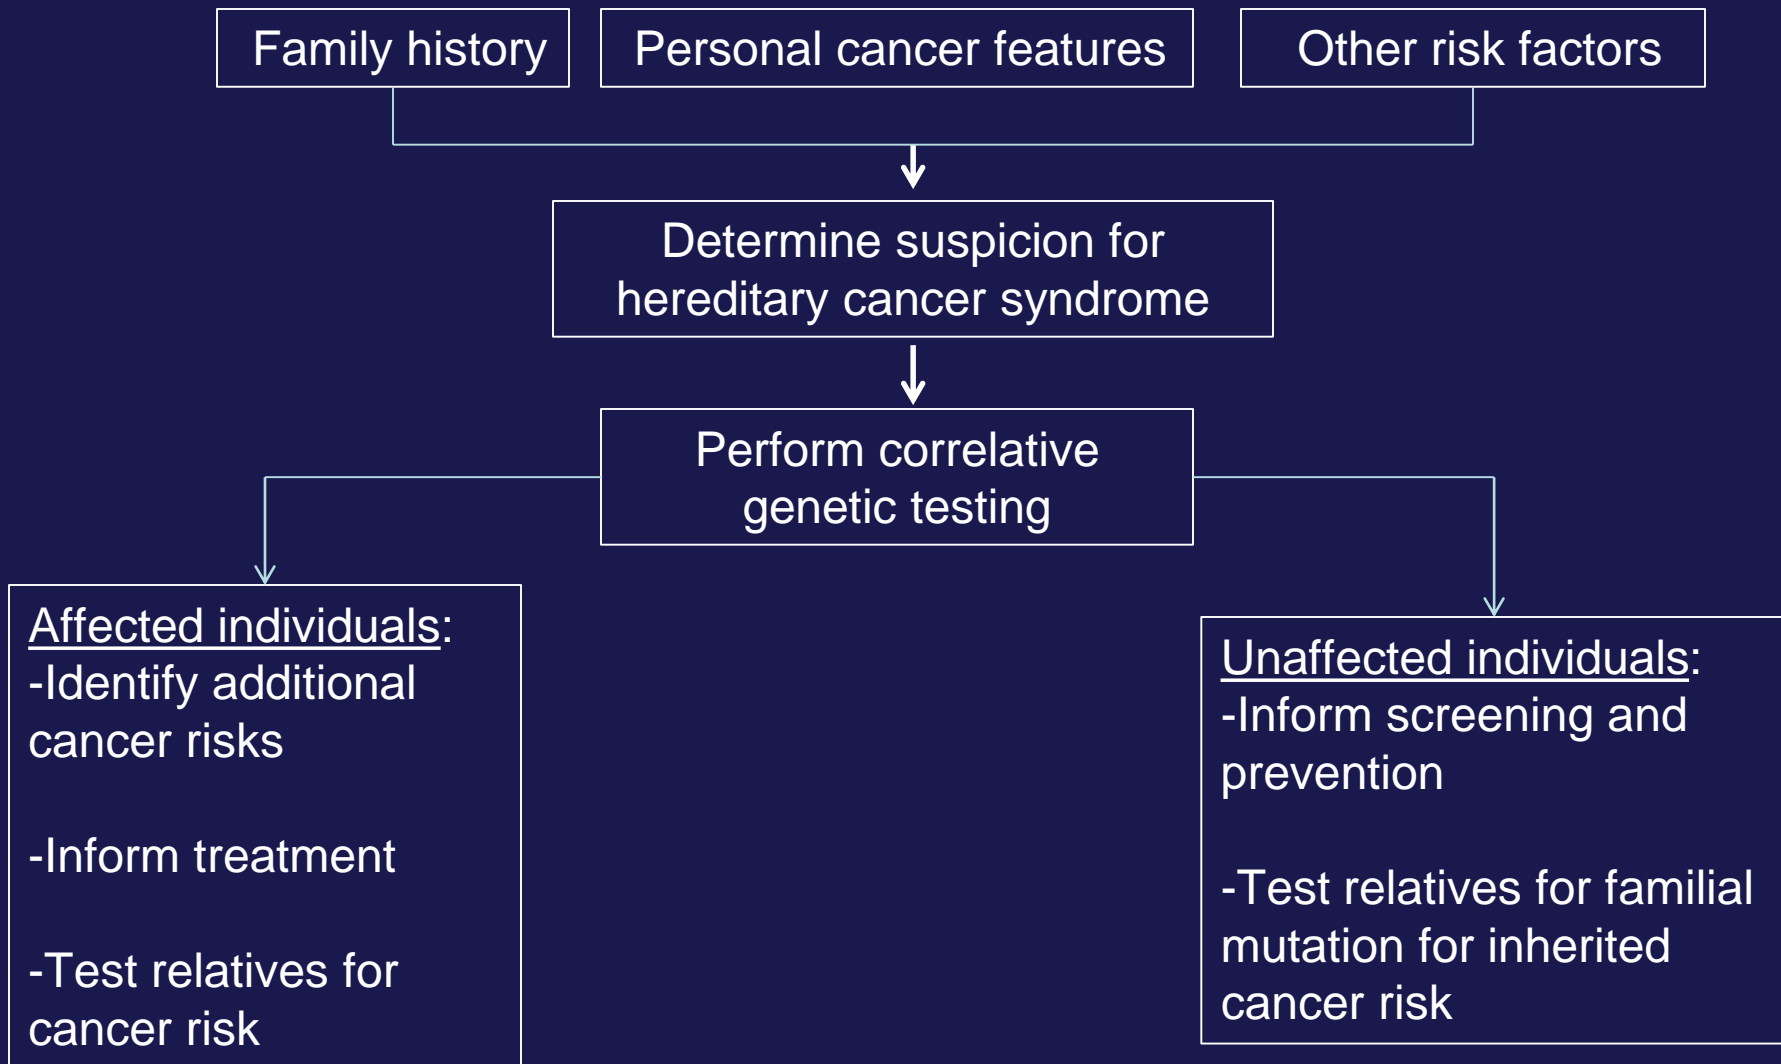 Family history
Personal cancer features
Other risk factors
Determine suspicion for
hereditary cancer syndrome
Perform correlative
genetic testing
Affected individuals:
-Identify additional
cancer risks
-Inform treatment
-Test relatives for
cancer risk
Unaffected individuals:
-Inform screening and
prevention
-Test relatives for familial
mutation for inherited
cancer risk